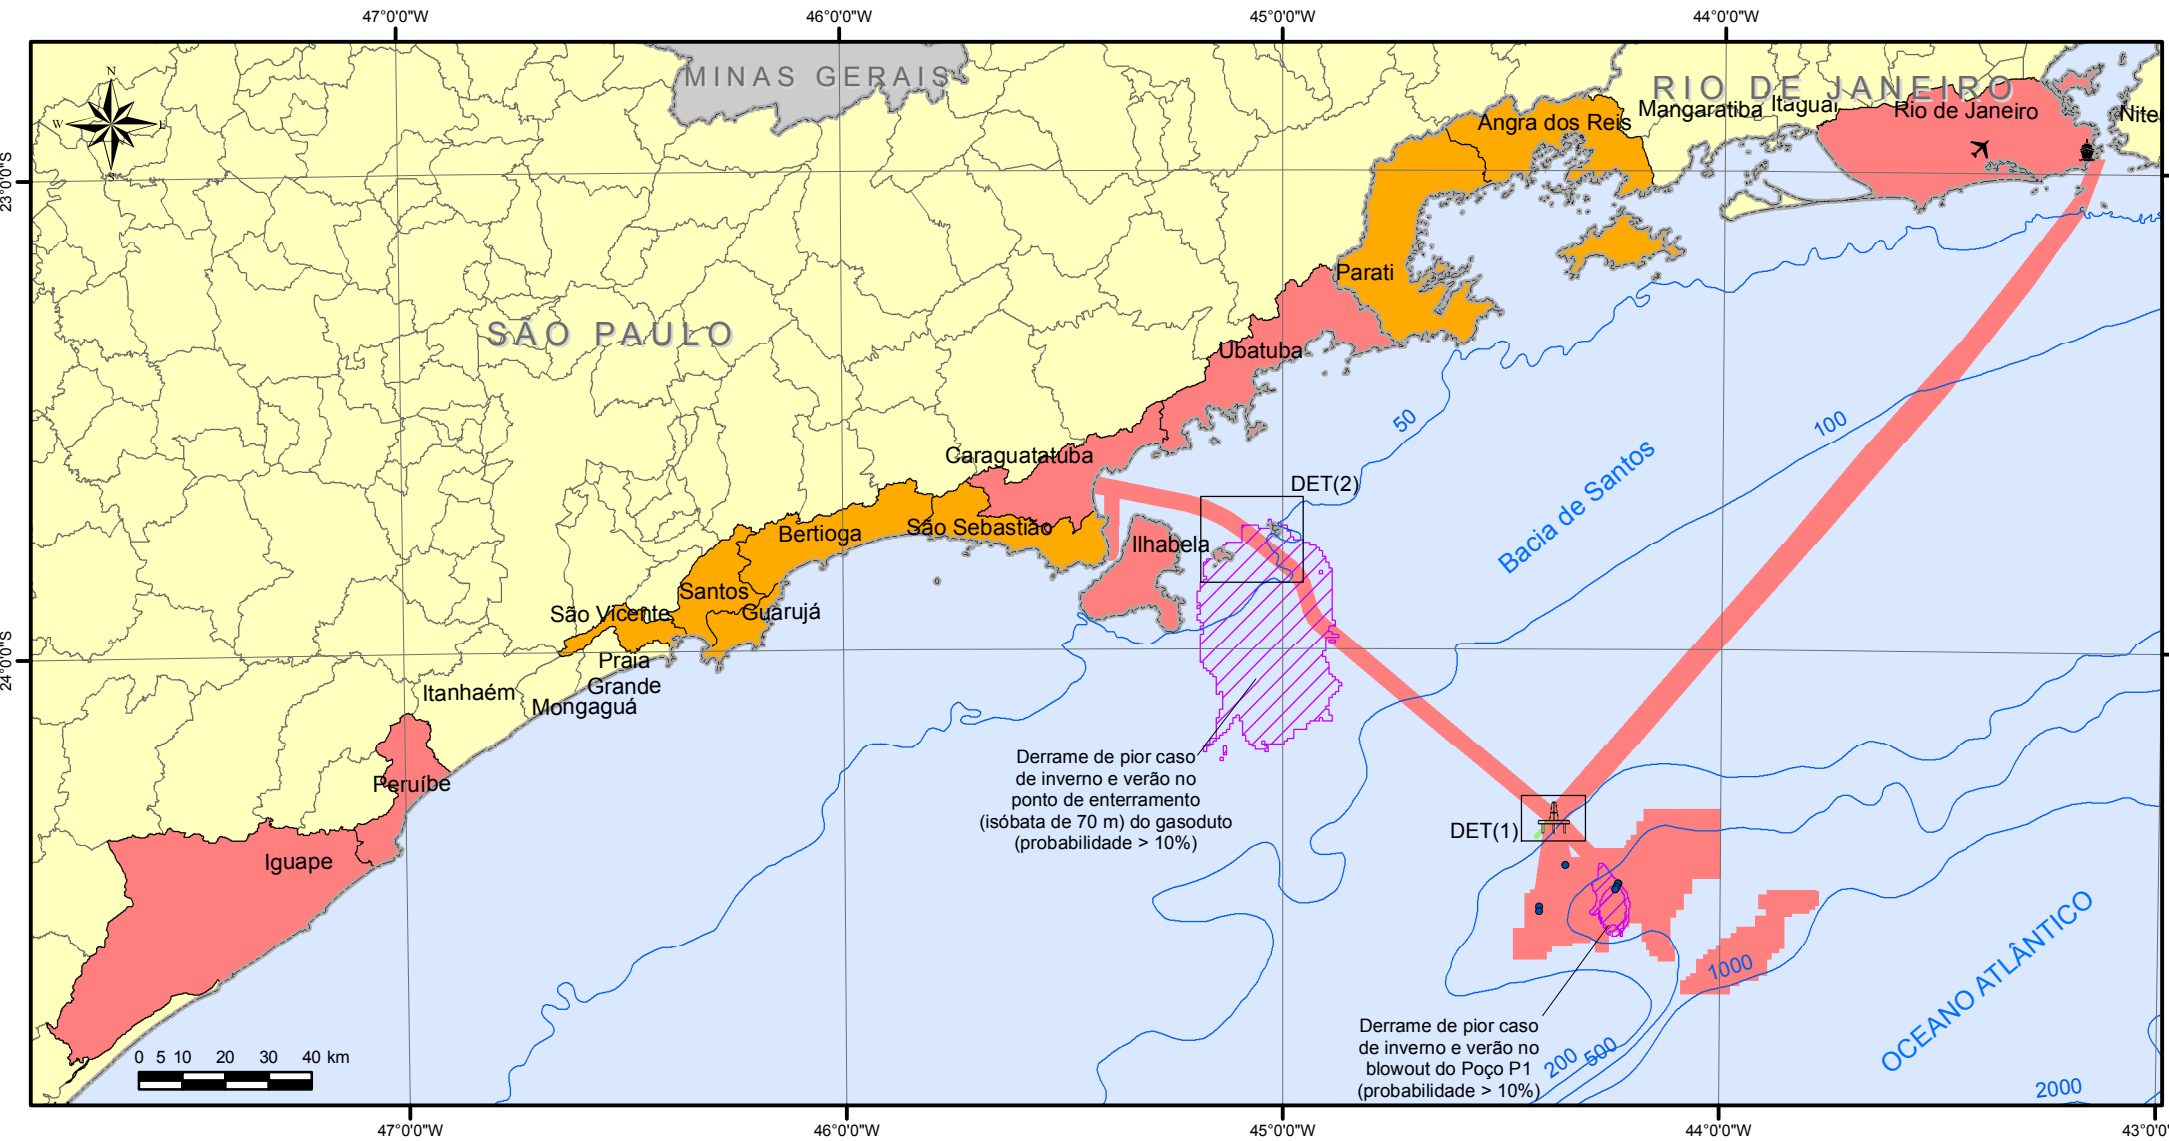 47°0'0"W 46°0'0"W 45°0'0"W 44°0'0"W
N
W E
S
MINAS GERAIS
RIO DE JANEIRO
Mangaratiba Itaguaí
Rio de Janeiro
Nite
Angra dos Reis
23°0'0"S
Parati
SÃO PAULO
Ubatuba
50
100
Bacia de Santos
Caraguatatuba
DET(2)
São Sebastião
Bertioga
Ilhabela
Santos
São Vicente
Guarujá
24°0'0"S
Praia
Grande
Itanhaém
Mongaguá
Peruíbe
Derrame de pior caso
de inverno e verão no
ponto de enterramento
(isóbata de 70 m) do gasoduto
(probabilidade > 10%)
DET(1)
Iguape
1000
OCEANO ATLÂNTICO
Derrame de pior caso
de inverno e verão no
blowout do Poço P1
(probabilidade > 10%)
200
500
2000
0 5 10 20 30 40 km
47°0'0"W 46°0'0"W 45°0'0"W 44°0'0"W 43°0'0